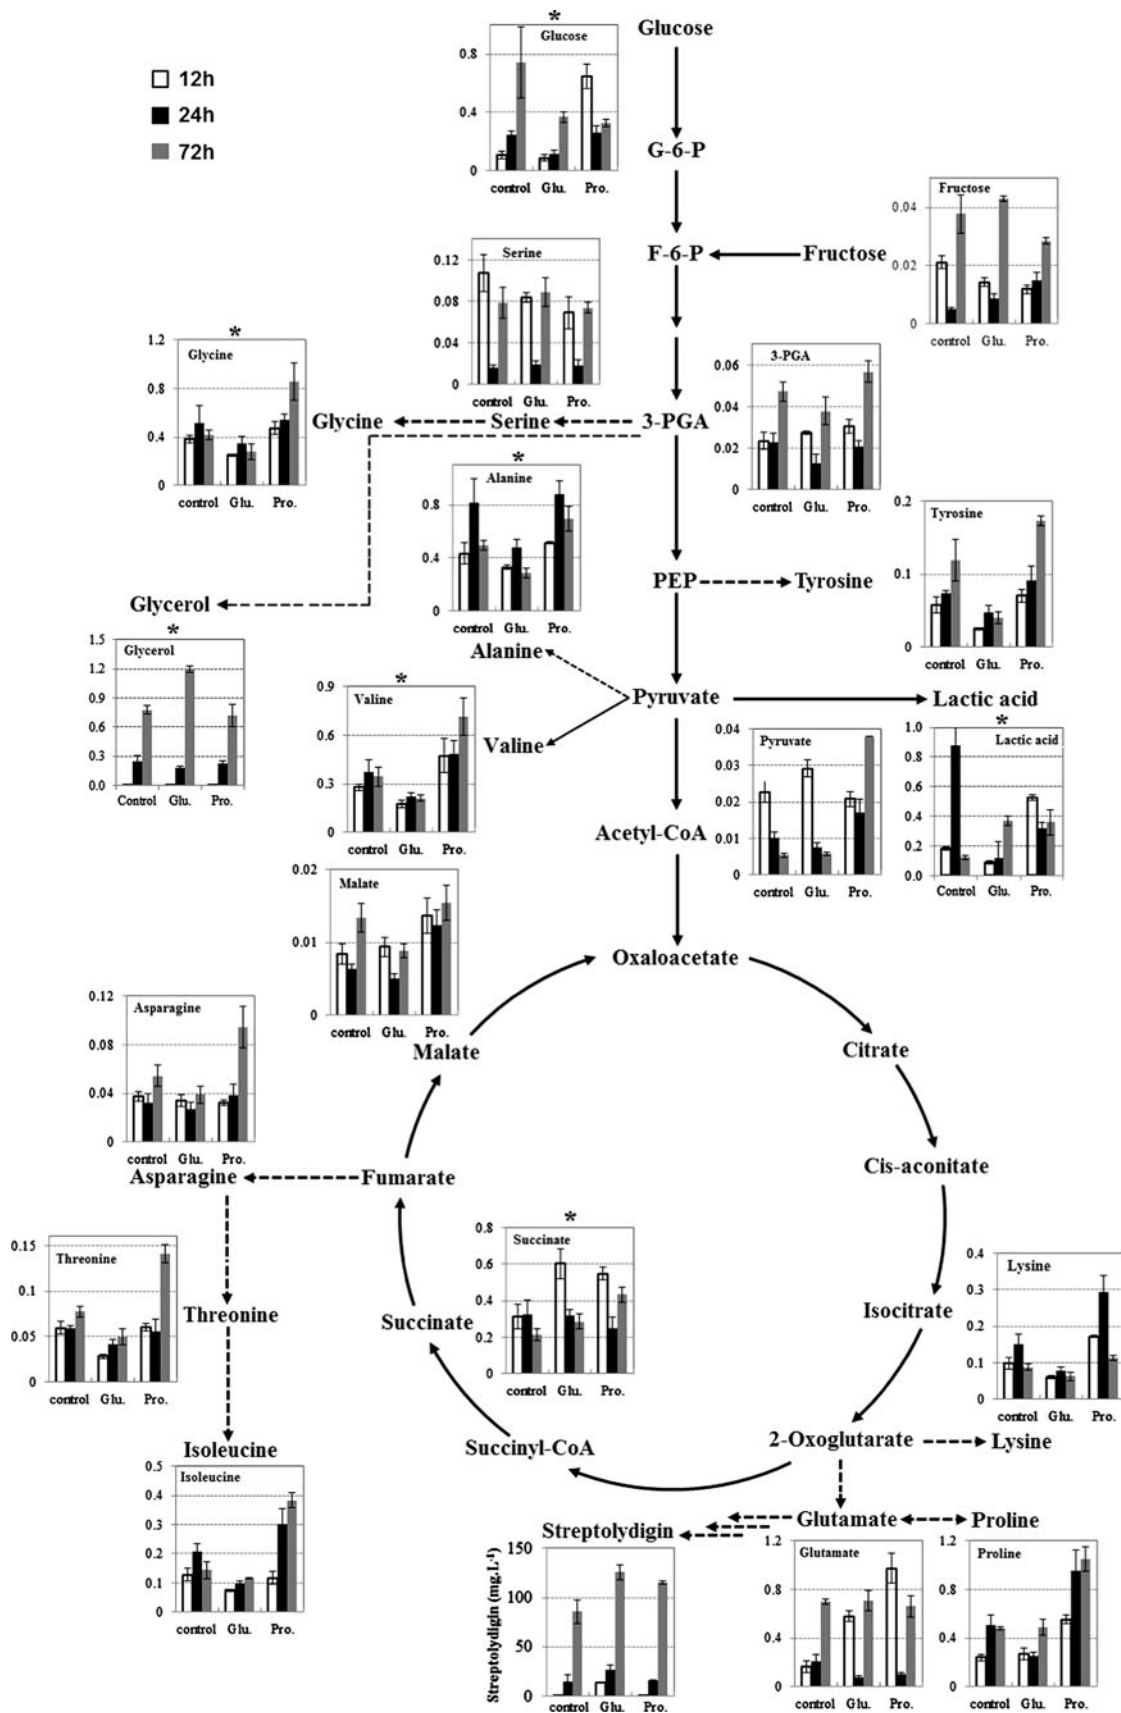 12h
24h
72h
*
Glucose
0.8
0.4
0
control Glu. Pro.
Glucose
G-6-P
Fructose
0.04
0.02
0
control Glu. Pro.
F-6-P
Fructose
Serine
0.12
0.08
0.04
0
control Glu. Pro.
*
Glycine
1.2
0.8
0.4
0
control Glu. Pro.
3-PGA
0.06
0.04
0.02
0
control Glu. Pro.
Glycine
Serine
3-PGA
*
Alanine
0.8
0.4
0
control Glu. Pro.
Tyrosine
0.2
0.1
0
control Glu. Pro.
PEP
Tyrosine
Glycerol
*
Glycerol
1.5
1.2
0.9
0.6
0.3
0.0
Control Glu. Pro.
Alanine
*
Valine
0.9
0.6
0.3
0
control Glu. Pro.
Pyruvate
Lactic acid
Valine
Pyruvate
0.04
0.03
0.02
0.01
0
control Glu. Pro.
*
Lactic acid
1.0
0.8
0.6
0.4
0.2
0.0
Control Glu. Pro.
Acetyl-CoA
Malate
0.02
0.01
0
control Glu. Pro.
Oxaloacetate
Asparagine
0.12
0.08
0.04
0
control Glu. Pro.
Malate
Citrate
Asparagine
Fumarate
Cis-aconitate
*
Succinate
0.8
0.6
0.4
0.2
0
control Glu. Pro.
Threonine
0.15
0.1
0.05
0
control Glu. Pro.
Lysine
0.4
0.3
0.2
0.1
0
control Glu. Pro.
Threonine
Succinate
Isocitrate
Isoleucine
Succinyl-CoA
2-Oxoglutarate
Lysine
Isoleucine
0.5
0.4
0.3
0.2
0.1
0
control Glu. Pro.
Streptolydigin
Glutamate
Proline
Streptolydigin (mg.L-1)
150
100
50
0
control Glu. Pro.
Glutamate
1.2
0.8
0.4
0
control Glu. Pro.
Proline
1.2
0.8
0.4
0
control Glu. Pro.